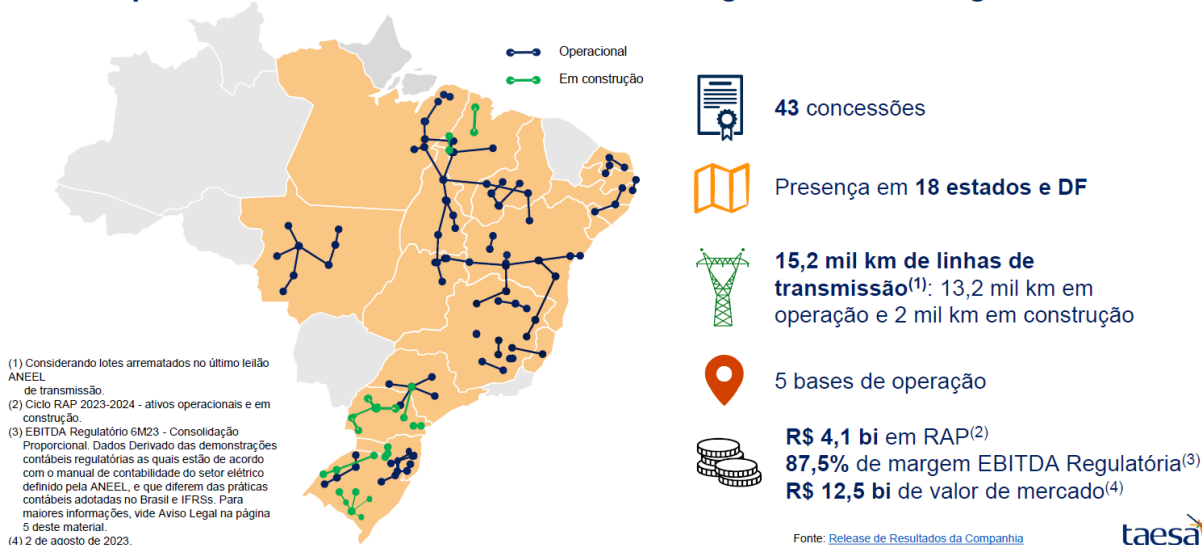 Operacional
Em construção
43 concessões
Presença em 18 estados e DF
15,2 mil km de linhas de
transmissão(1): 13,2 mil km em
operação e 2 mil km em construção
5 bases de operação
R$ 4,1 bi em RAP(2)
87,5% de margem EBITDA Regulatória(3)
R$ 12,5 bi de valor de mercado(4)
(1) Considerando lotes arrematados no último leilão
ANEEL
de transmissão.
(2) Ciclo RAP 2023-2024 - ativos operacionais e em
construção.
(3) EBITDA Regulatório 6M23 - Consolidação
Proporcional. Dados Derivado das demonstrações
contábeis regulatórias as quais estão de acordo
com o manual de contabilidade do setor elétrico
definido pela ANEEL, e que diferem das práticas
contábeis adotadas no Brasil e IFRSs. Para
maiores informações, vide Aviso Legal na página
5 deste material.
(4) 2 de agosto de 2023.
Fonte: Release de Resultados da Companhia
taesa